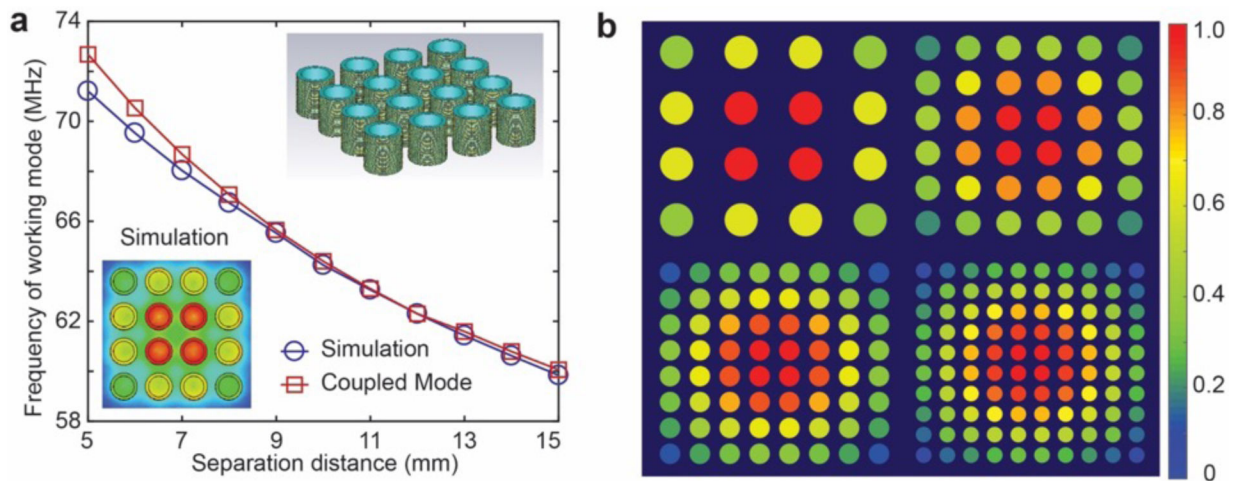 a
74
70
66
62
58
Frequency of working mode (MHz)
Simulation
Simulation
Coupled Mode
5
7
9
11
13
15
Separation distance (mm)
b
1.0
0.8
0.6
0.4
0.2
0